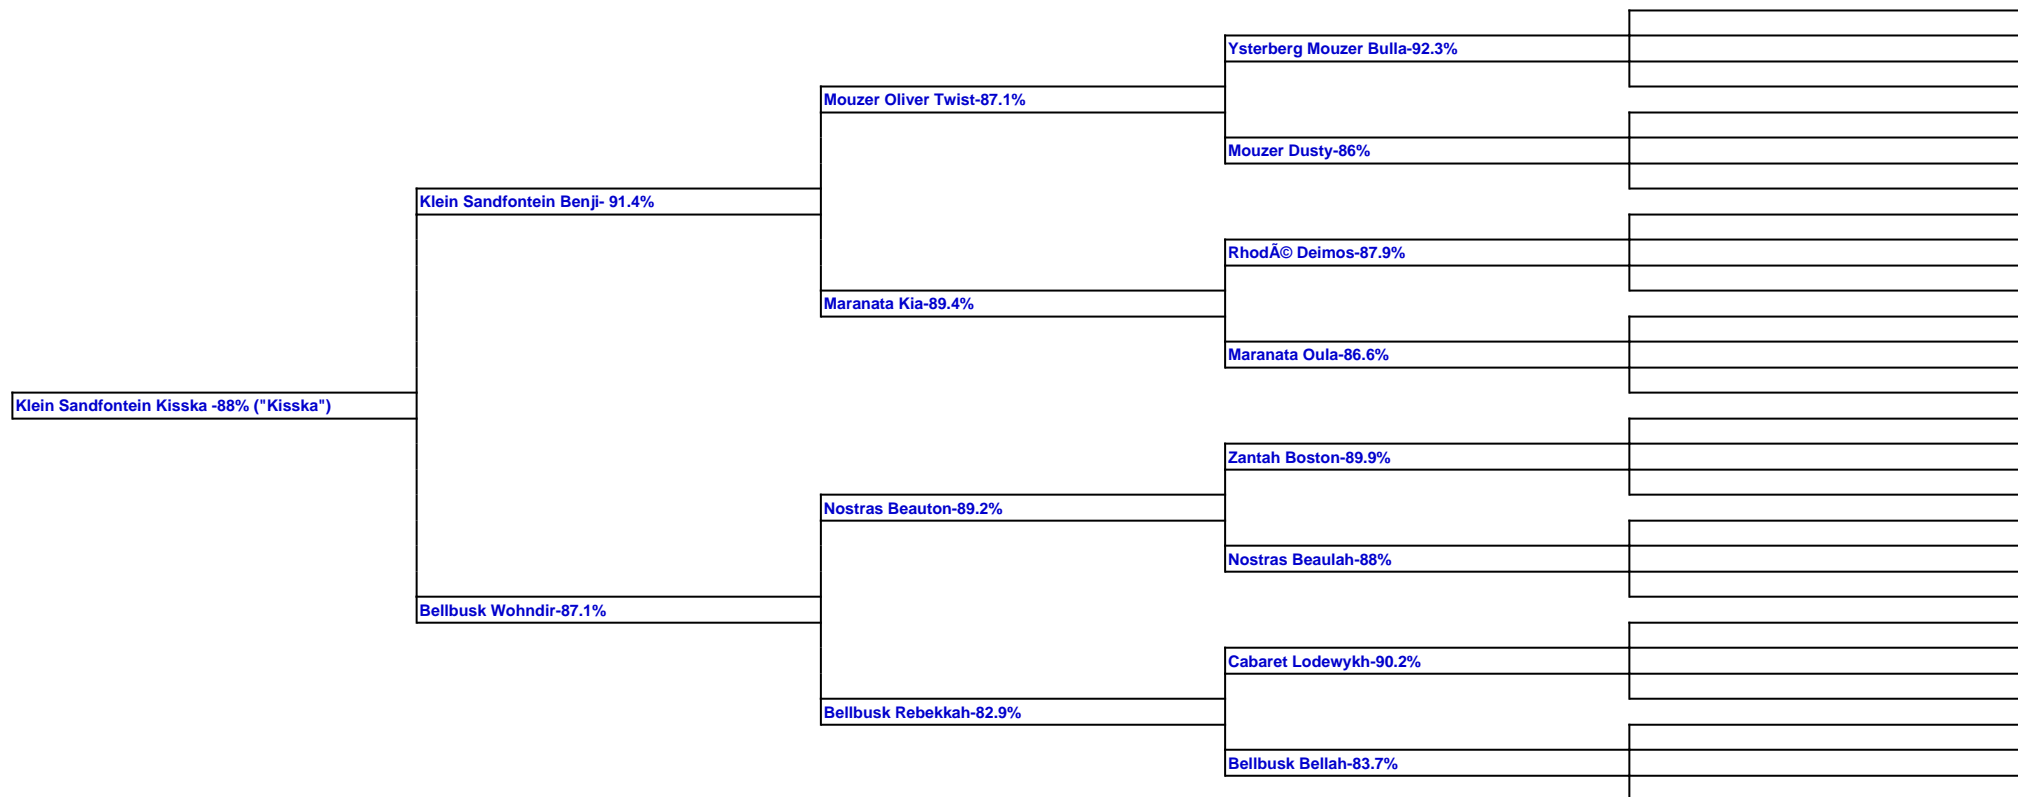 Ysterberg Mouzer Bulla-92.3%
Mouzer Oliver Twist-87.1%
Mouzer Dusty-86%
Klein Sandfontein Benji- 91.4%
RhodÃ© Deimos-87.9%
Maranata Kia-89.4%
Maranata Oula-86.6%
Klein Sandfontein Kisska -88% ("Kisska")
Zantah Boston-89.9%
Nostras Beauton-89.2%
Nostras Beaulah-88%
Bellbusk Wohndir-87.1%
Cabaret Lodewykh-90.2%
Bellbusk Rebekkah-82.9%
Bellbusk Bellah-83.7%